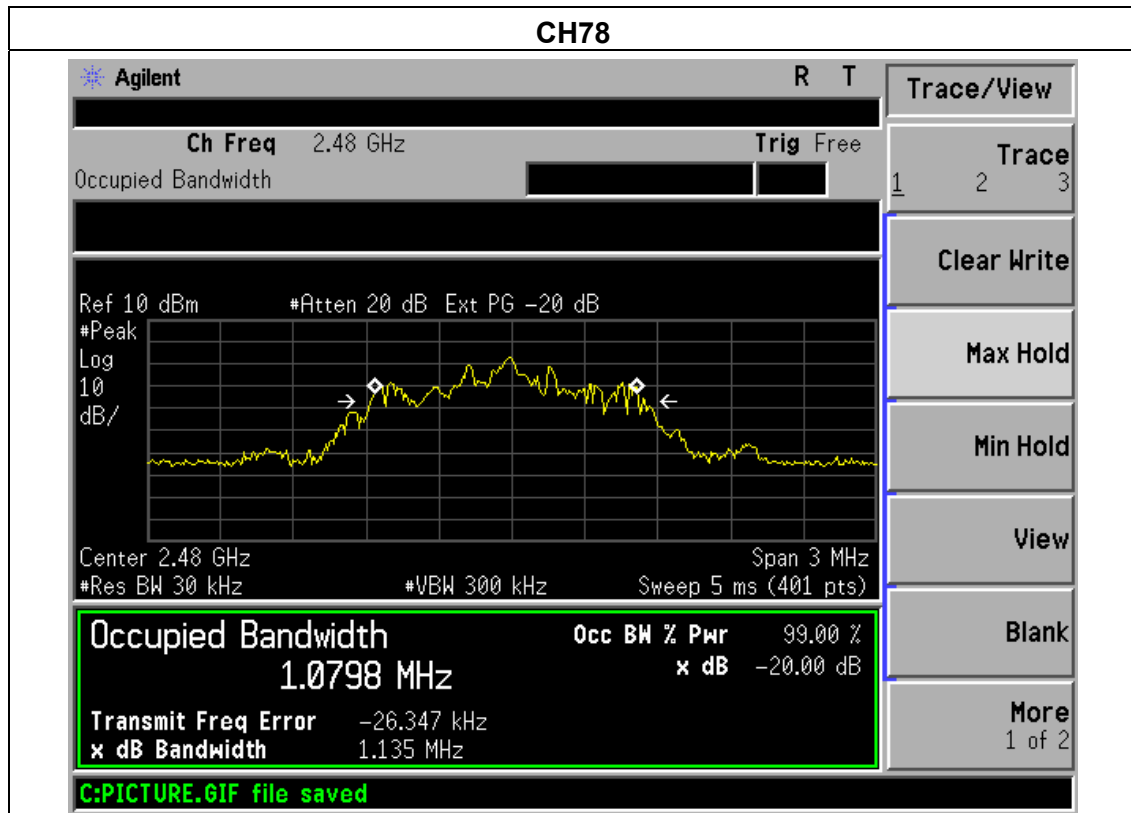 CH78
Agilent R T
Trace/View
Ch Freq 2.48 GHz Trig Free
Occupied Bandwidth
Trace
1 2 3
Clear Write
Ref 10 dBm #Atten 20 dB Ext PG -20 dB
#Peak
Log
10
dB/
Max Hold
Min Hold
View
Center 2.48 GHz Span 3 MHz
#Res BW 30 kHz #VBW 300 kHz Sweep 5 ms (401 pts)
Occupied Bandwidth Occ BW % Pwr 99.00 %
1.0798 MHz x dB -20.00 dB
Blank
Transmit Freq Error -26.347 kHz
x dB Bandwidth 1.135 MHz
More
1 of 2
C:PICTURE.GIF file saved